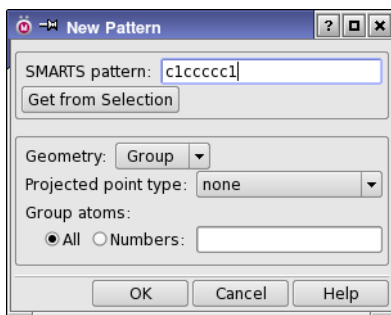 New Pattern
SMARTS pattern: c1ccccc1
Get from Selection
Geometry: Group
Projected point type: none
Group atoms:
All Numbers:
OK Cancel Help